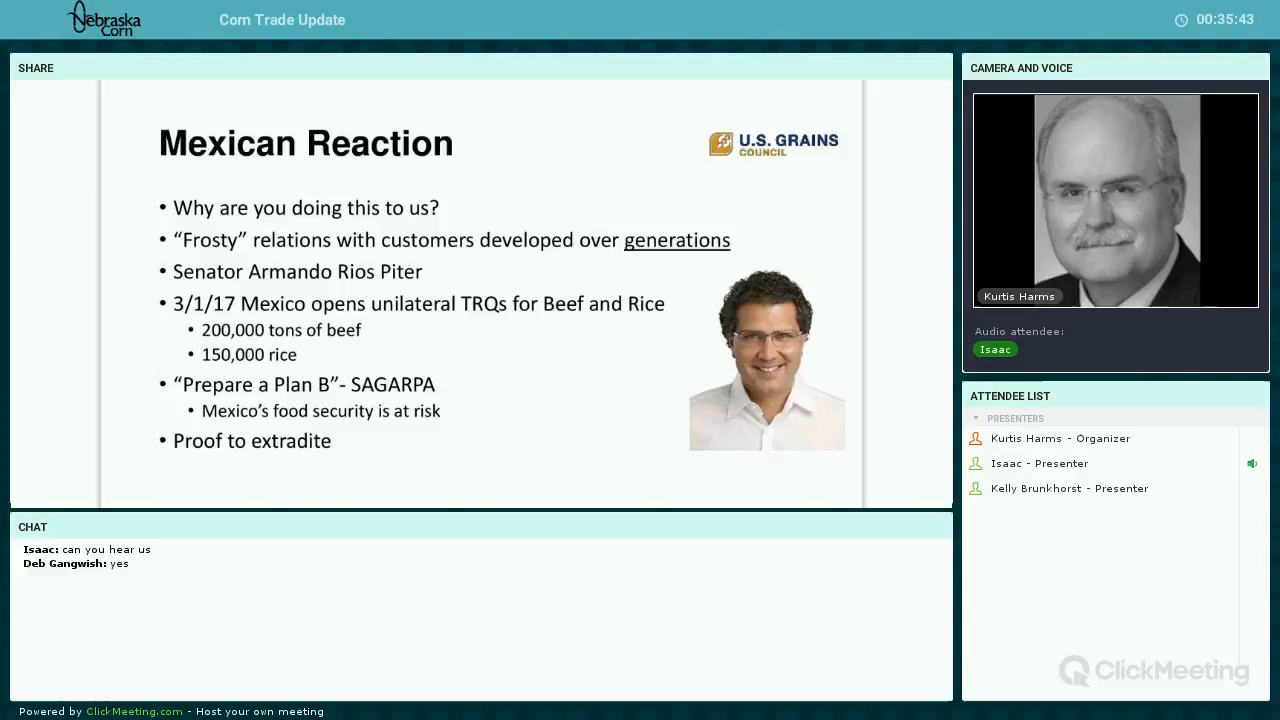 Nebraska
Corn
Corn Trade Update
00:35:43
SHARE
Mexican Reaction
U.S. GRAINS
COUNCIL
• Why are you doing this to us?
• “Frosty” relations with customers developed over generations
• Senator Armando Rios Piter
• 3/1/17 Mexico opens unilateral TRQs for Beef and Rice
• 200,000 tons of beef
• 150,000 rice
• “Prepare a Plan B”- SAGARPA
• Mexico’s food security is at risk
• Proof to extradite
CAMERA AND VOICE
Kurtis Harms
Audio attendee:
Isaac
ATTENDEE LIST
PRESENTERS
Kurtis Harms - Organizer
Isaac - Presenter
Kelly Brunkhorst - Presenter
CHAT
Isaac: can you hear us
Deb Gangwish: yes
ClickMeeting
Powered by ClickMeeting.com - Host your own meeting